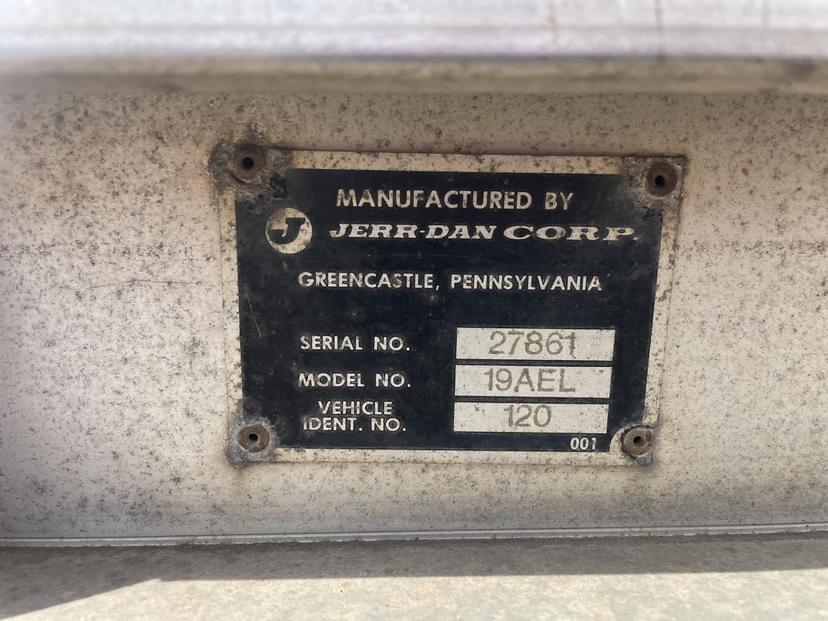 MANUFACTURED BY
J JERR-DAN CORP.
GREENCASTLE, PENNSYLVANIA
SERIAL NO. 27861
MODEL NO. 19AEL
VEHICLE
IDENT. NO. 120
001